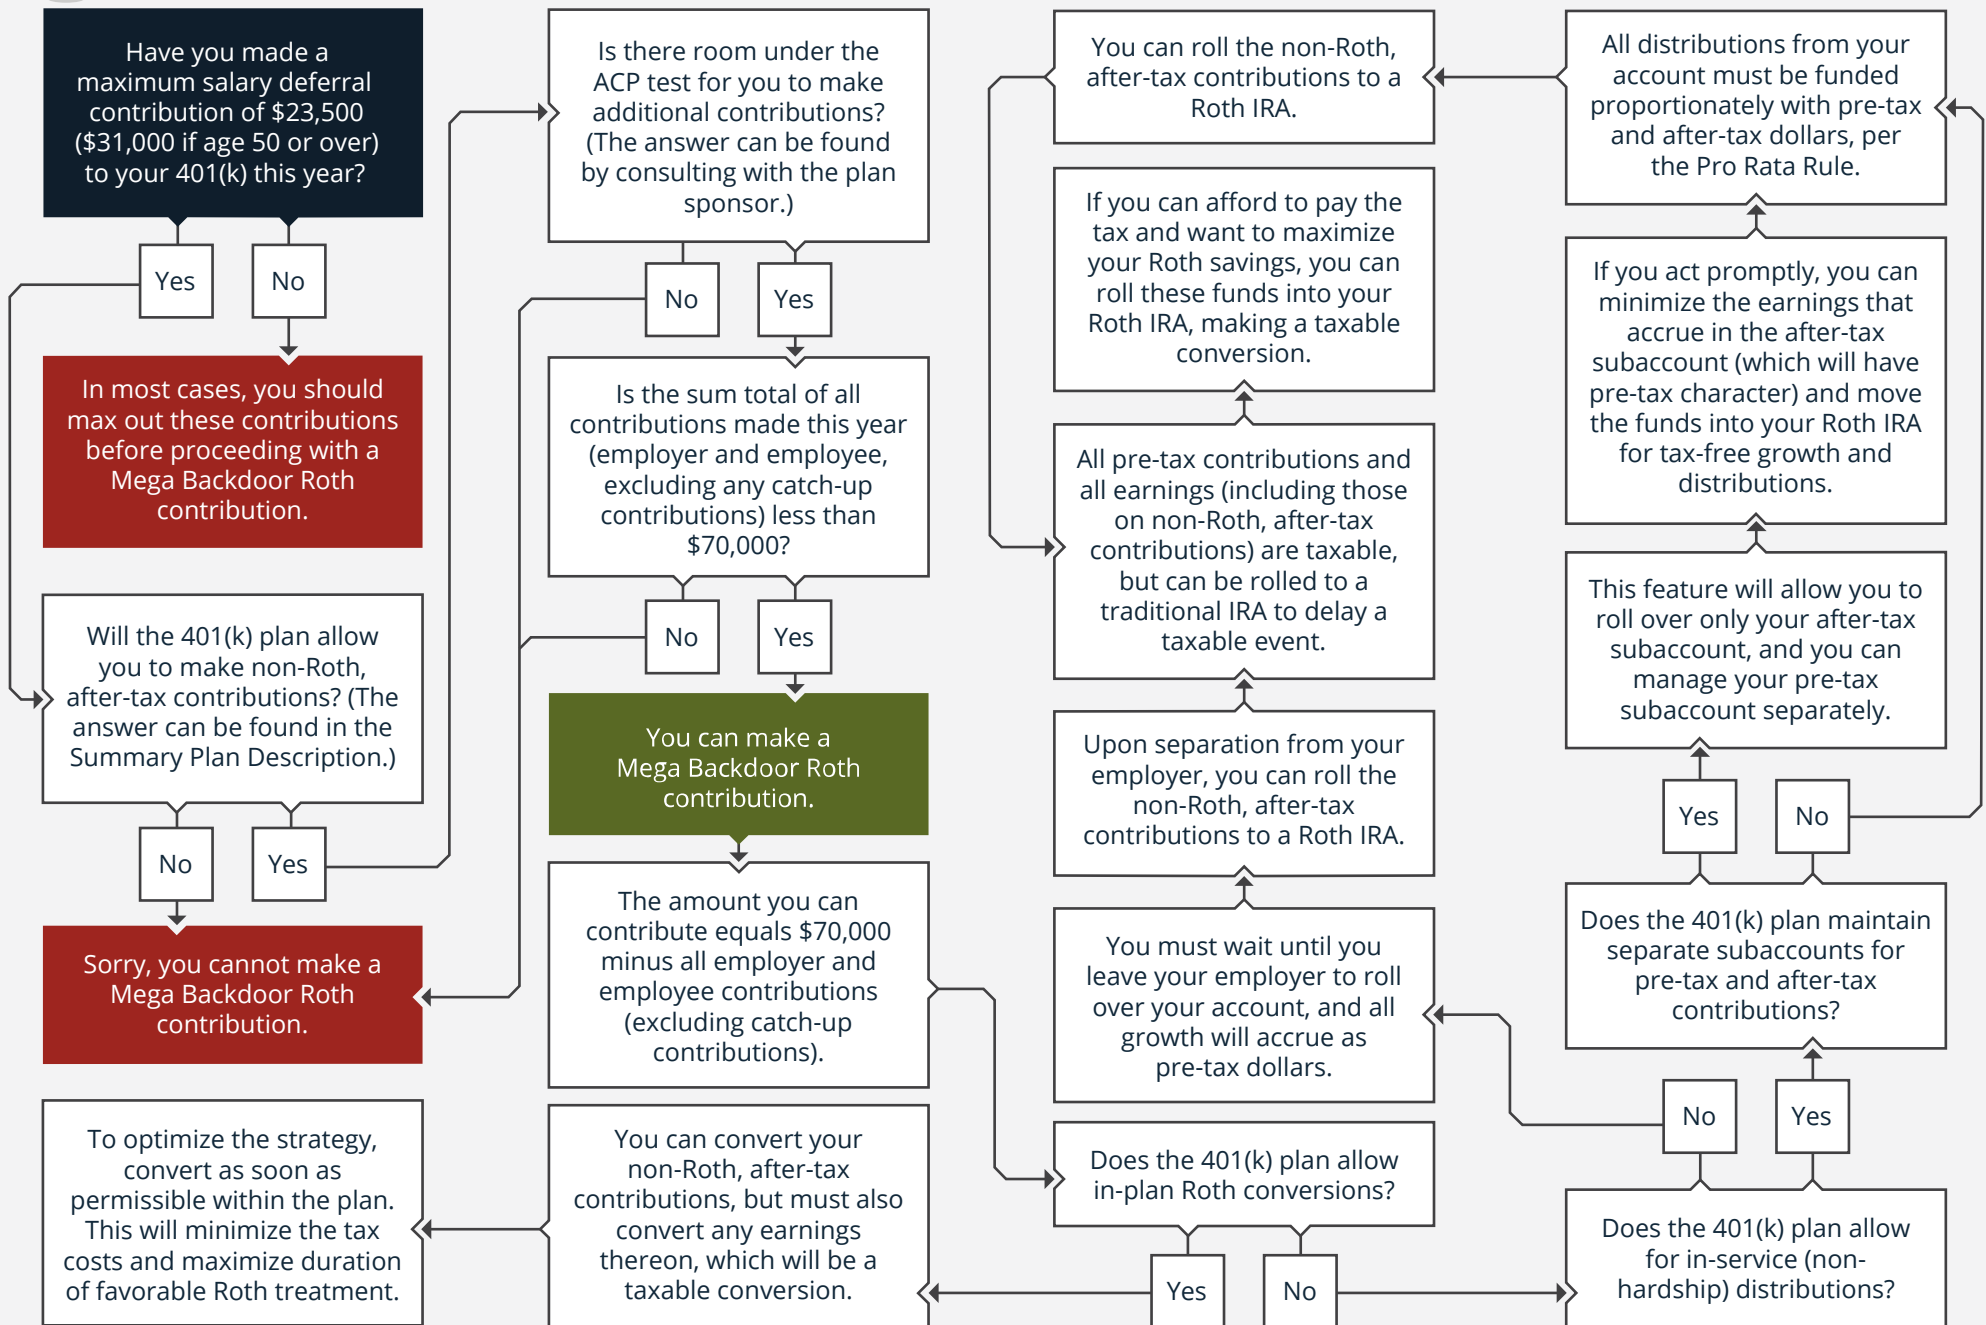 Have you made a
maximum salary deferral
contribution of $23,500
($31,000 if age 50 or over)
to your 401(k) this year?
Yes
No
In most cases, you should
max out these contributions
before proceeding with a
Mega Backdoor Roth
contribution.
Will the 401(k) plan allow
you to make non-Roth,
after-tax contributions? (The
answer can be found in the
Summary Plan Description.)
No
Yes
Sorry, you cannot make a
Mega Backdoor Roth
contribution.
Is there room under the
ACP test for you to make
additional contributions?
(The answer can be found
by consulting with the plan
sponsor.)
No
Yes
Is the sum total of all
contributions made this year
(employer and employee,
excluding any catch-up
contributions) less than
$70,000?
No
Yes
You can make a
Mega Backdoor Roth
contribution.
The amount you can
contribute equals $70,000
minus all employer and
employee contributions
(excluding catch-up
contributions).
Does the 401(k) plan allow
in-plan Roth conversions?
Yes
No
You can convert your
non-Roth, after-tax
contributions, but must also
convert any earnings
thereon, which will be a
taxable conversion.
To optimize the strategy,
convert as soon as
permissible within the plan.
This will minimize the tax
costs and maximize duration
of favorable Roth treatment.
Does the 401(k) plan allow
for in-service (non-
hardship) distributions?
No
Yes
You must wait until you
leave your employer to roll
over your account, and all
growth will accrue as
pre-tax dollars.
Upon separation from your
employer, you can roll the
non-Roth, after-tax
contributions to a Roth IRA.
Does the 401(k) plan maintain
separate subaccounts for
pre-tax and after-tax
contributions?
Yes
No
This feature will allow you to
roll over only your after-tax
subaccount, and you can
manage your pre-tax
subaccount separately.
If you act promptly, you can
minimize the earnings that
accrue in the after-tax
subaccount (which will have
pre-tax character) and move
the funds into your Roth IRA
for tax-free growth and
distributions.
All distributions from your
account must be funded
proportionately with pre-tax
and after-tax dollars, per
the Pro Rata Rule.
You can roll the non-Roth,
after-tax contributions to a
Roth IRA.
All pre-tax contributions and
all earnings (including those
on non-Roth, after-tax
contributions) are taxable,
but can be rolled to a
traditional IRA to delay a
taxable event.
If you can afford to pay the
tax and want to maximize
your Roth savings, you can
roll these funds into your
Roth IRA, making a taxable
conversion.